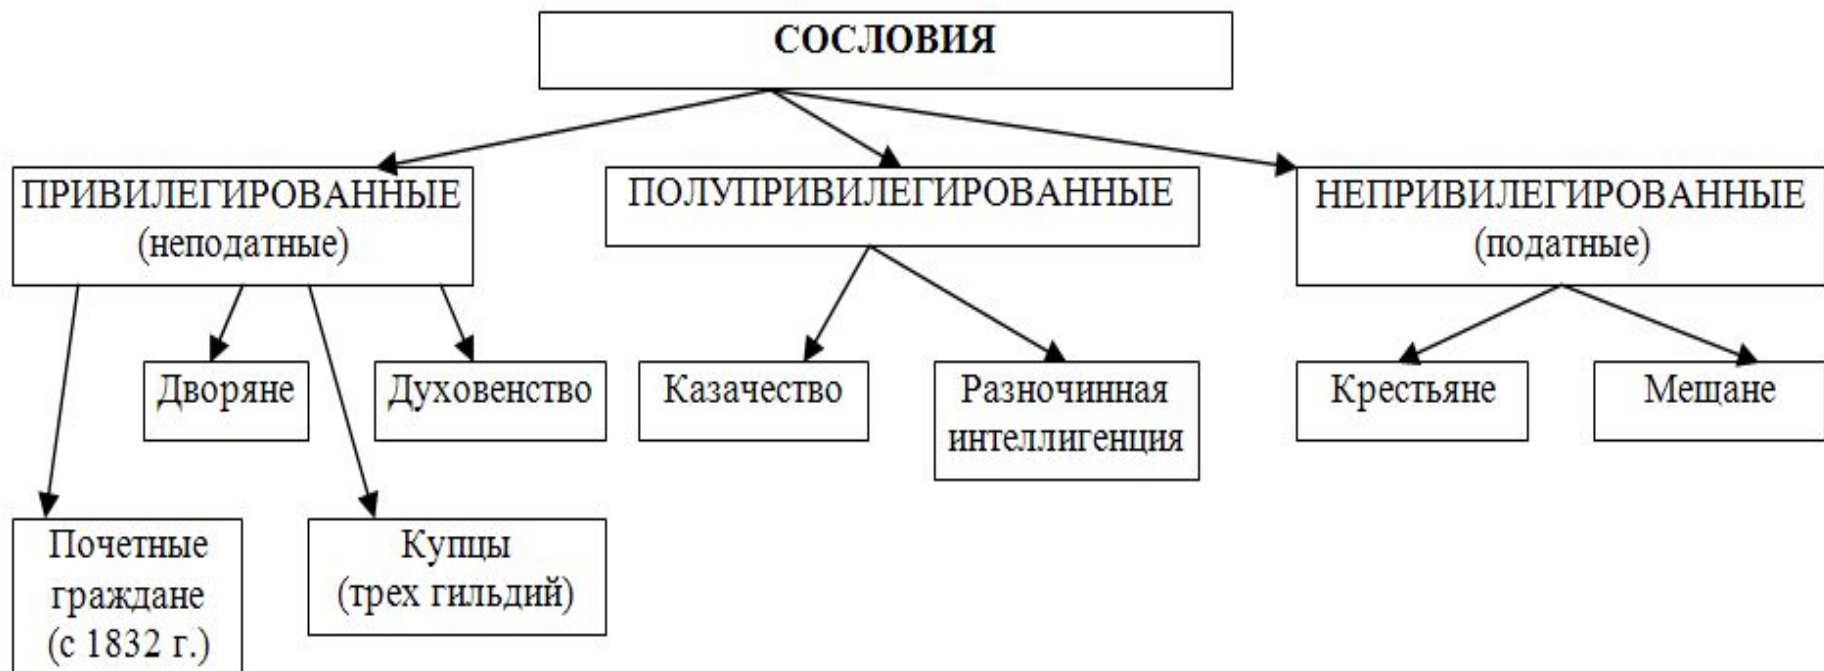 СОСЛОВИЯ
ПРИВИЛЕГИРОВАННЫЕ
(неподатные)
ПОЛУПРИВИЛЕГИРОВАННЫЕ
НЕПРИВИЛЕГИРОВАННЫЕ
(податные)
Дворяне
Духовенство
Казачество
Разночинная
интеллигенция
Крестьяне
Мещане
Почетные
граждане
(с 1832 г.)
Купцы
(трех гильдий)